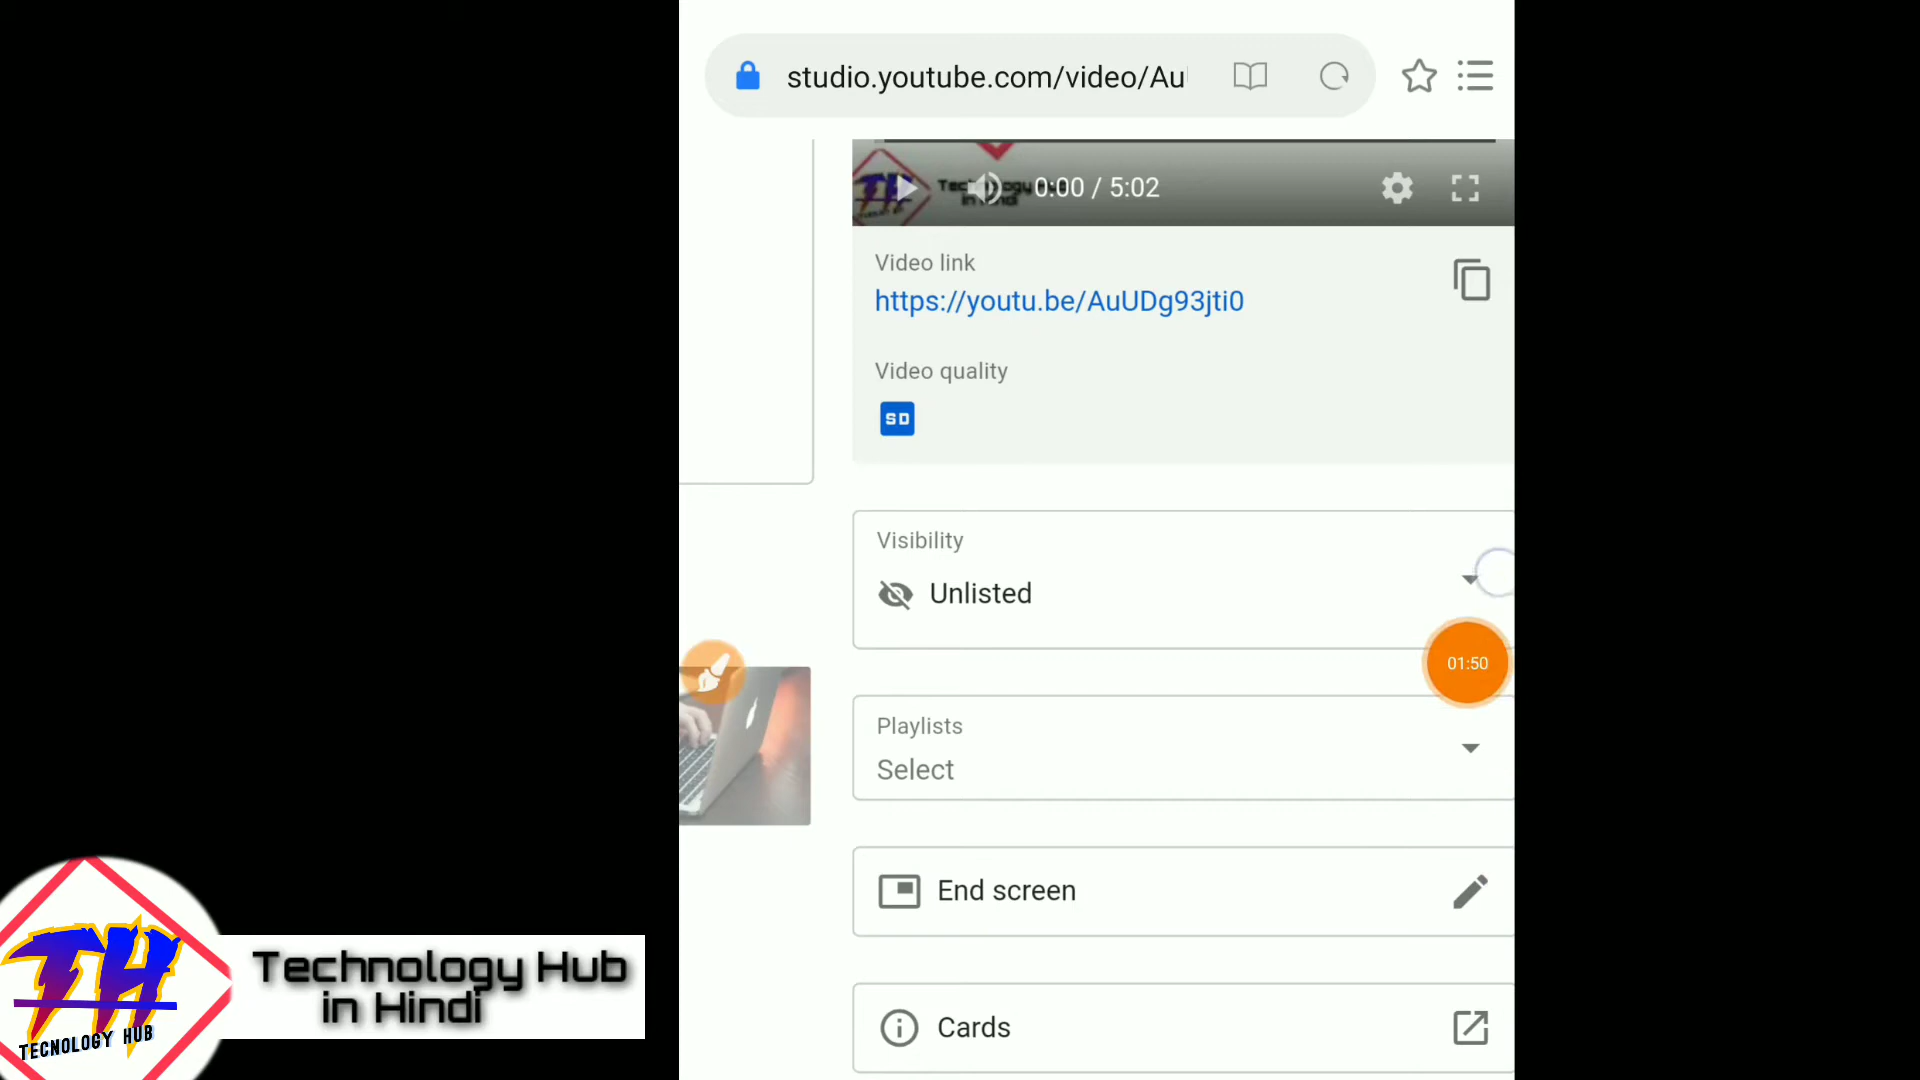 studio.youtube.com/video/Au
0:00 / 5:02
Video link
https://youtu.be/AuUDg93jti0
Video quality
SD
Visibility
Unlisted
01:50
Playlists
Select
End screen
Cards
TH
TECNOLOGY HUB
Technology Hub
in Hindi